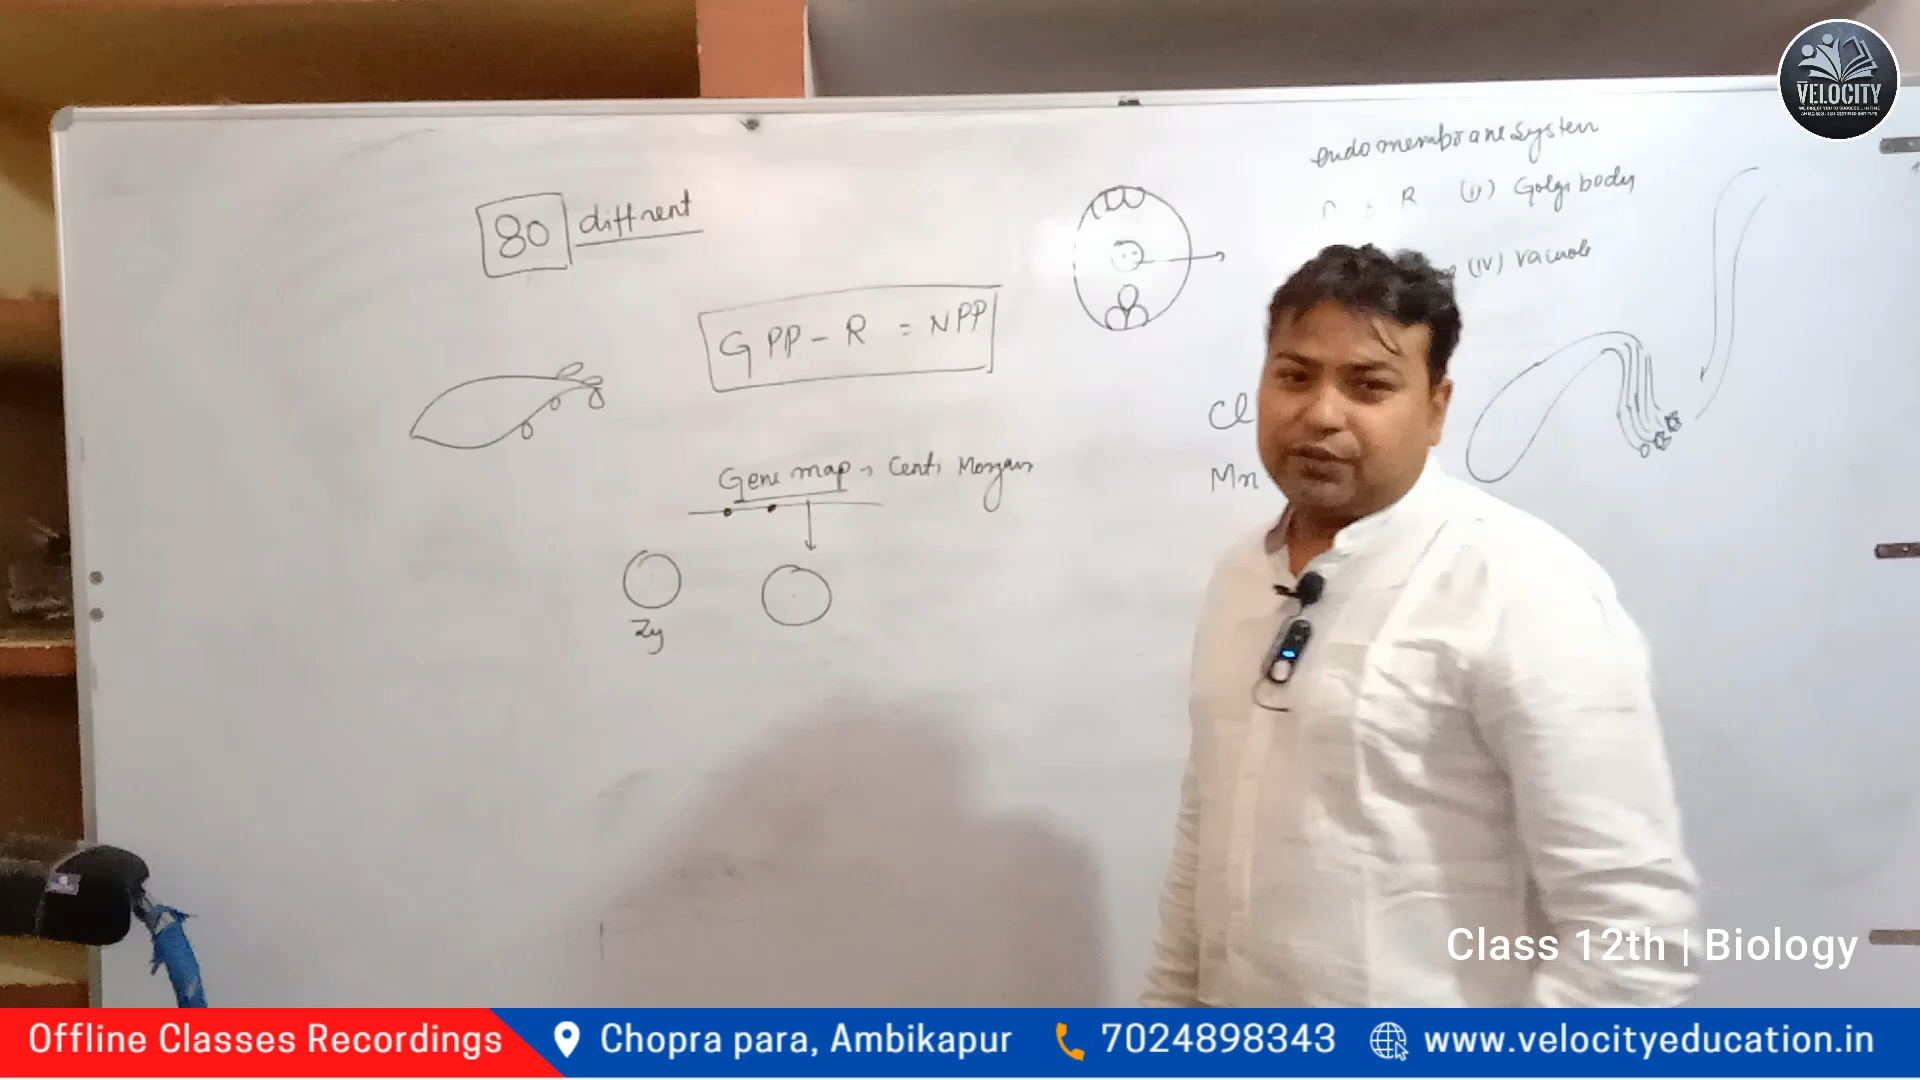 VELOCITY
endomembrane system
R (ii) Golgi body
(iv) vacuole
80 diffrent
GPP - R = NPP
Cl
Mn
Gene map → Centi Morgan
Zy
Class 12th | Biology
Offline Classes Recordings
Chopra para, Ambikapur
7024898343
www.velocityeducation.in